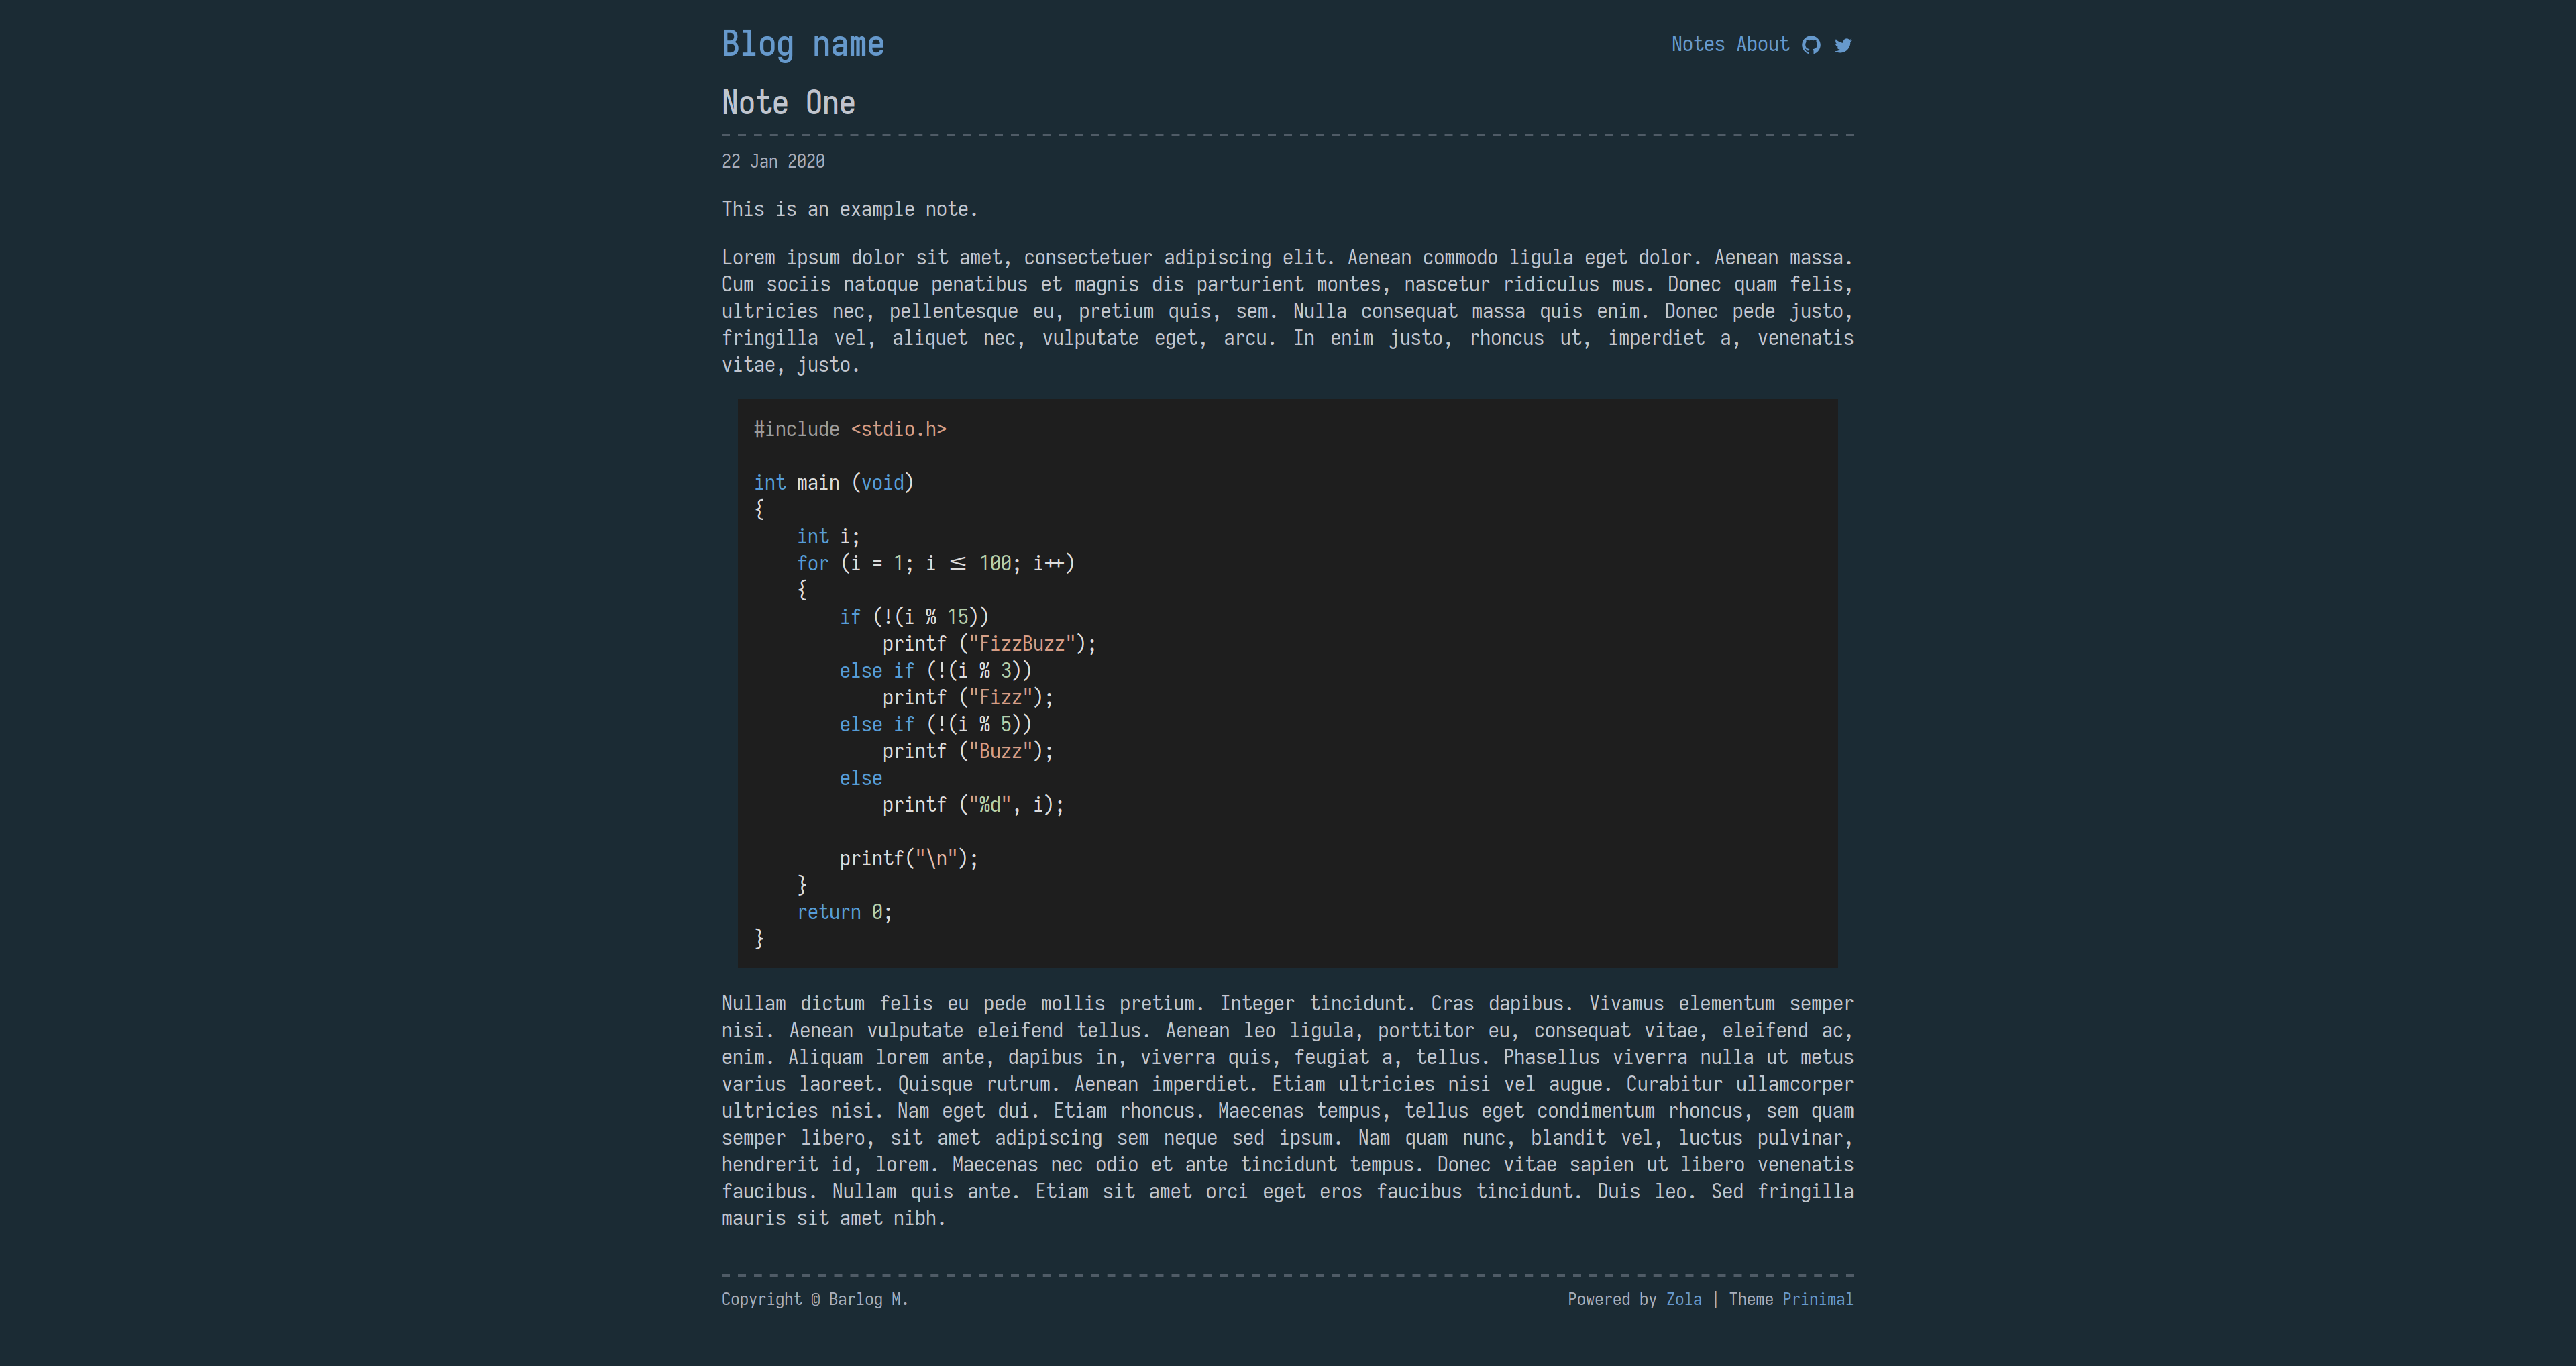 Blog name
Notes About
Note One
22 Jan 2020
This is an example note.
Lorem ipsum dolor sit amet, consectetuer adipiscing elit. Aenean commodo ligula eget dolor. Aenean massa.
Cum sociis natoque penatibus et magnis dis parturient montes, nascetur ridiculus mus. Donec quam felis,
ultricies nec, pellentesque eu, pretium quis, sem. Nulla consequat massa quis enim. Donec pede justo,
fringilla vel, aliquet nec, vulputate eget, arcu. In enim justo, rhoncus ut, imperdiet a, venenatis
vitae, justo.
#include <stdio.h>
int main (void)
{
    int i;
    for (i = 1; i <= 100; i++)
    {
        if (!(i % 15))
            printf ("FizzBuzz");
        else if (!(i % 3))
            printf ("Fizz");
        else if (!(i % 5))
            printf ("Buzz");
        else
            printf ("%d", i);
        printf("\n");
    }
    return 0;
}
Nullam dictum felis eu pede mollis pretium. Integer tincidunt. Cras dapibus. Vivamus elementum semper
nisi. Aenean vulputate eleifend tellus. Aenean leo ligula, porttitor eu, consequat vitae, eleifend ac,
enim. Aliquam lorem ante, dapibus in, viverra quis, feugiat a, tellus. Phasellus viverra nulla ut metus
varius laoreet. Quisque rutrum. Aenean imperdiet. Etiam ultricies nisi vel augue. Curabitur ullamcorper
ultricies nisi. Nam eget dui. Etiam rhoncus. Maecenas tempus, tellus eget condimentum rhoncus, sem quam
semper libero, sit amet adipiscing sem neque sed ipsum. Nam quam nunc, blandit vel, luctus pulvinar,
hendrerit id, lorem. Maecenas nec odio et ante tincidunt tempus. Donec vitae sapien ut libero venenatis
faucibus. Nullam quis ante. Etiam sit amet orci eget eros faucibus tincidunt. Duis leo. Sed fringilla
mauris sit amet nibh.
Copyright © Barlog M.
Powered by Zola | Theme Prinimal